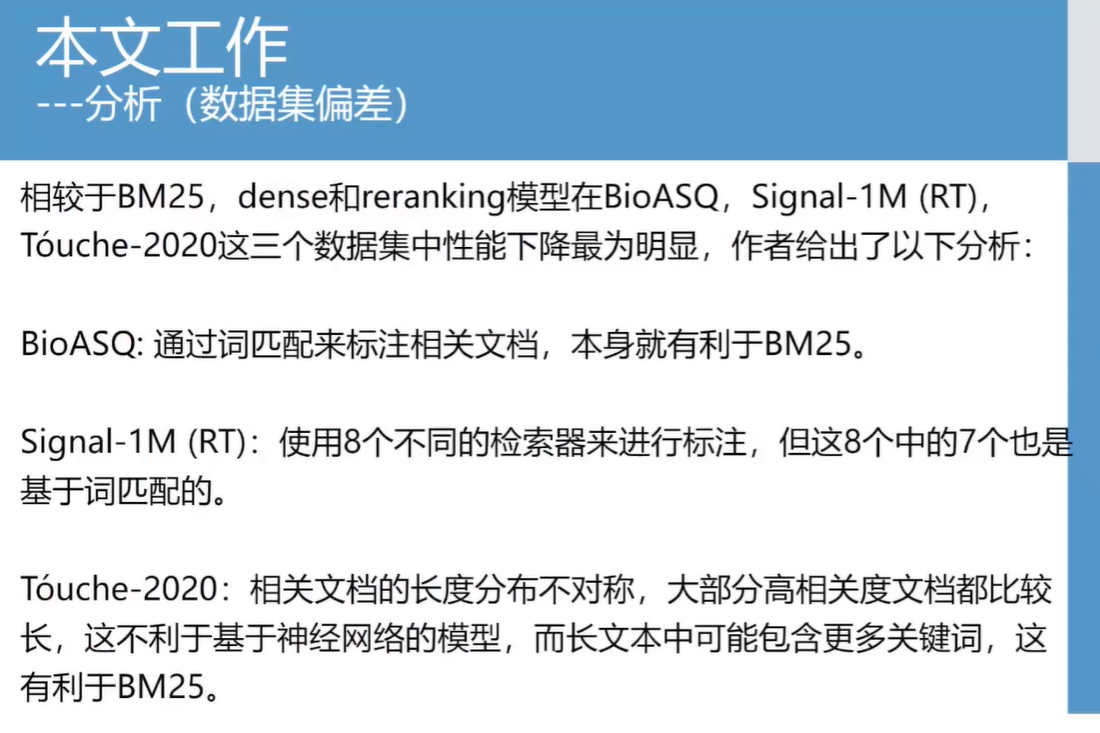 本文工作
---分析（数据集偏差）
相较于BM25，dense和reranking模型在BioASQ，Signal-1M (RT)，
Tóuche-2020这三个数据集中性能下降最为明显，作者给出了以下分析：
BioASQ: 通过词匹配来标注相关文档，本身就有利于BM25。
Signal-1M (RT)：使用8个不同的检索器来进行标注，但这8个中的7个也是
基于词匹配的。
Tóuche-2020：相关文档的长度分布不对称，大部分高相关度文档都比较
长，这不利于基于神经网络的模型，而长文本中可能包含更多关键词，这
有利于BM25。